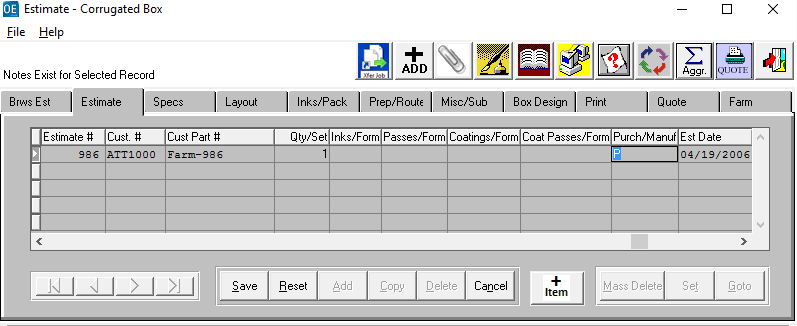 OE Estimate - Corrugated Box
File Help
Notes Exist for Selected Record
Xfer Job + ADD Σ Aggr. QUOTE
Brws Est Estimate Specs Layout Inks/Pack Prep/Route Misc/Sub Box Design Print Quote Farm
Estimate # Cust. # Cust Part # Qty/Set Inks/Form Passes/Form Coatings/Form Coat Passes/Form Purch/Manuf Est Date
986 ATT1000 Farm-986 1 P 04/19/2006
Save Reset Add Copy Delete Cancel + Item Mass Delete Set Goto